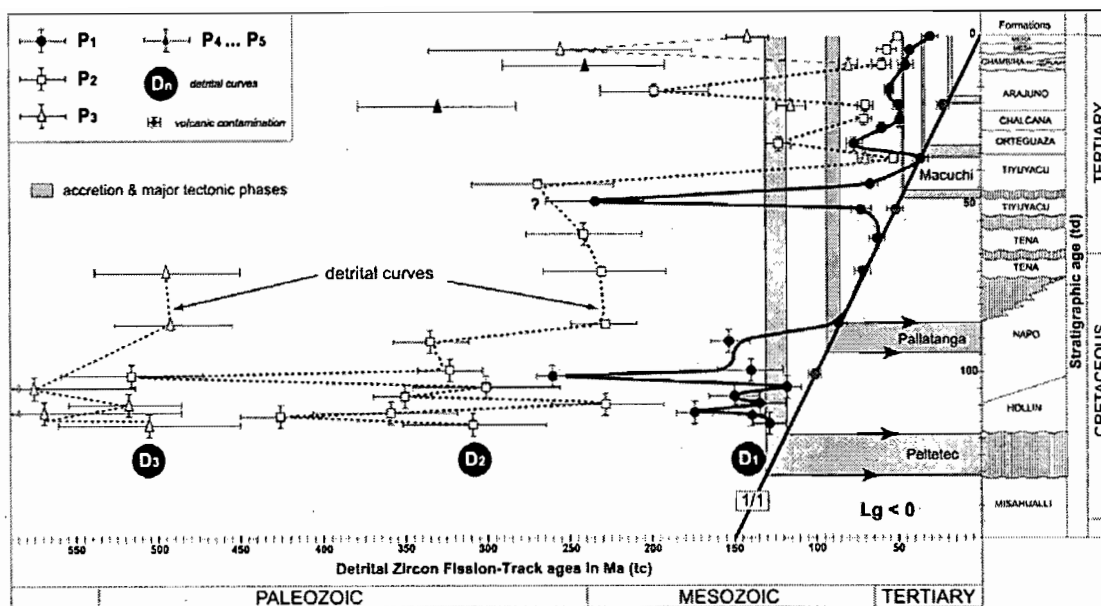 P1
P2
P3
P4 ... P5
Dn detrital curves
volcanic contamination
accretion & major tectonic phases
detrital curves
?
D3
D2
D1
1/1
Lg < 0
Macuchi
Pallatanga
Peltetec
Formations
MERA
MESA
CHAMBIRA
ARAJUNO
CHALCANA
ORTEGUAZA
TIYUYACU
TIYUYACU
TENA
TENA
NAPO
HOLLIN
MISAHUALLI
0
50
100
Stratigraphic age (td)
TERTIARY
CRETACEOUS
550 500 450 400 350 300 250 200 150 100 50 0
Detrital Zircon Fission-Track ages in Ma (tc)
PALEOZOIC MESOZOIC TERTIARY